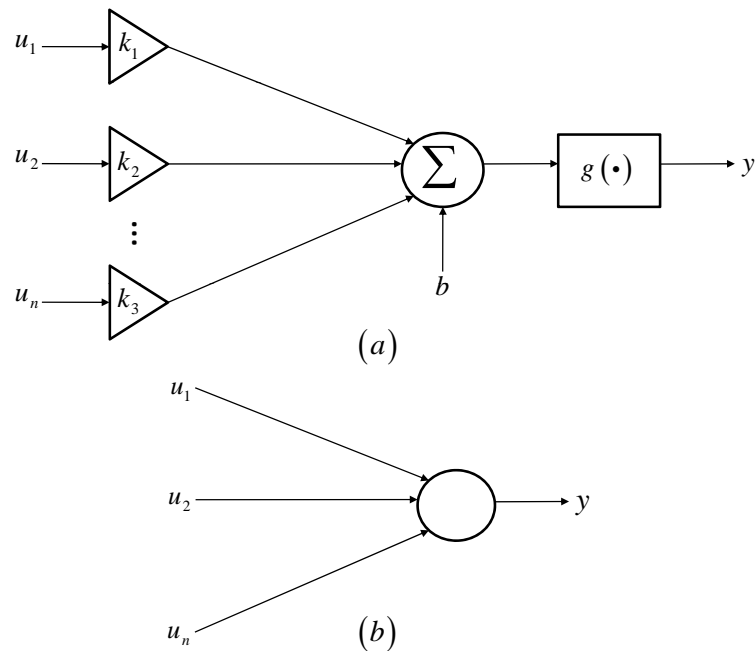 u₁ k₁
u₂ k₂ Σ g(•) y
⋮
uₙ k₃ b
(a)
u₁
u₂ y
uₙ
(b)